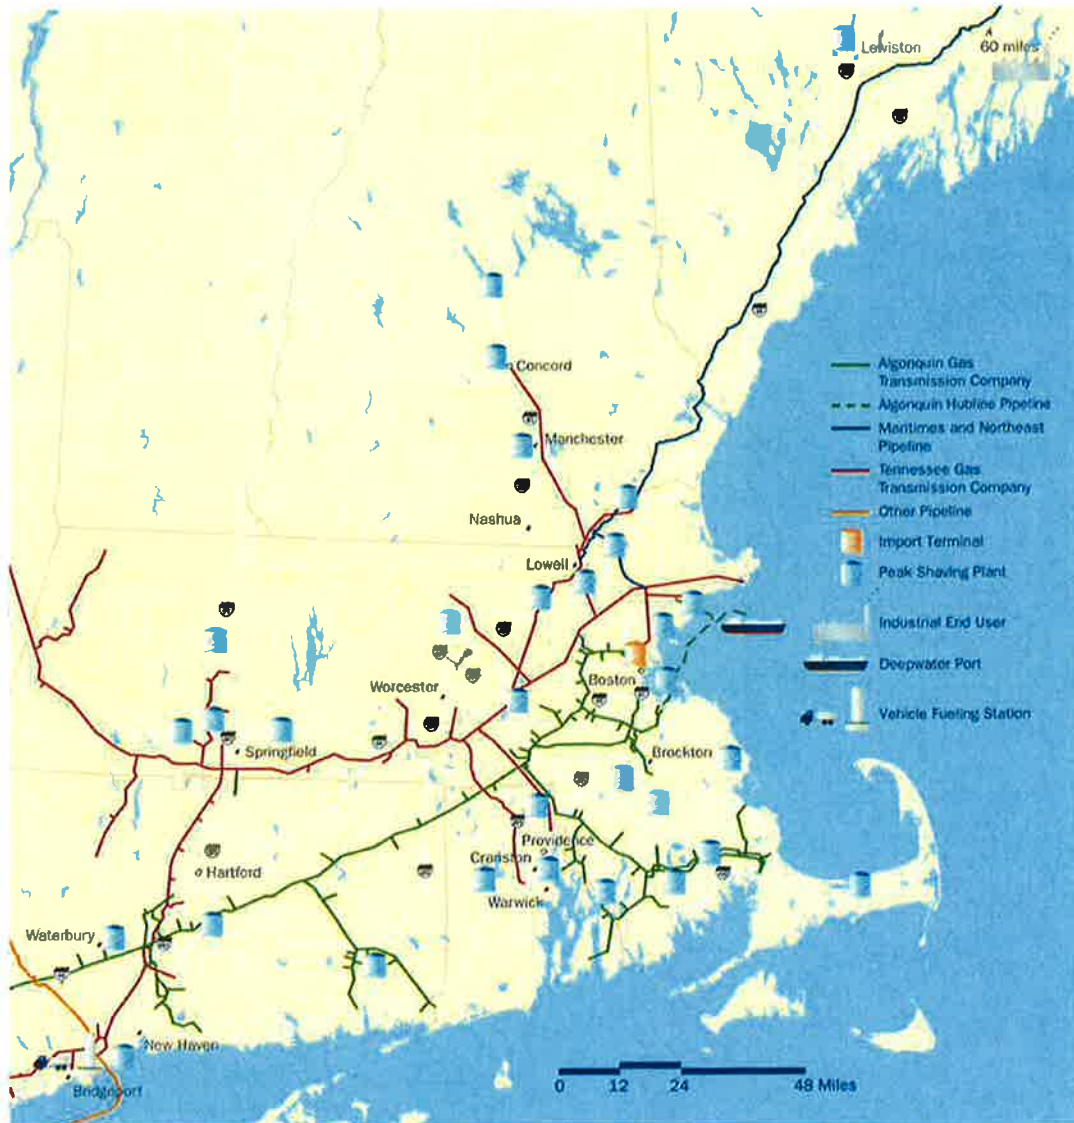 Lewiston
60 miles
Concord
Manchester
Nashua
Lowell
Boston
Worcester
Springfield
Brockton
Providence
Cranston
Warwick
Hartford
Waterbury
New Haven
Bridgeport
Algonquin Gas
Transmission Company
Algonquin Hubline Pipeline
Maritimes and Northeast
Pipeline
Tennessee Gas
Transmission Company
Other Pipeline
Import Terminal
Peak Shaving Plant
Industrial End User
Deepwater Port
Vehicle Fueling Station
0 12 24 48 Miles